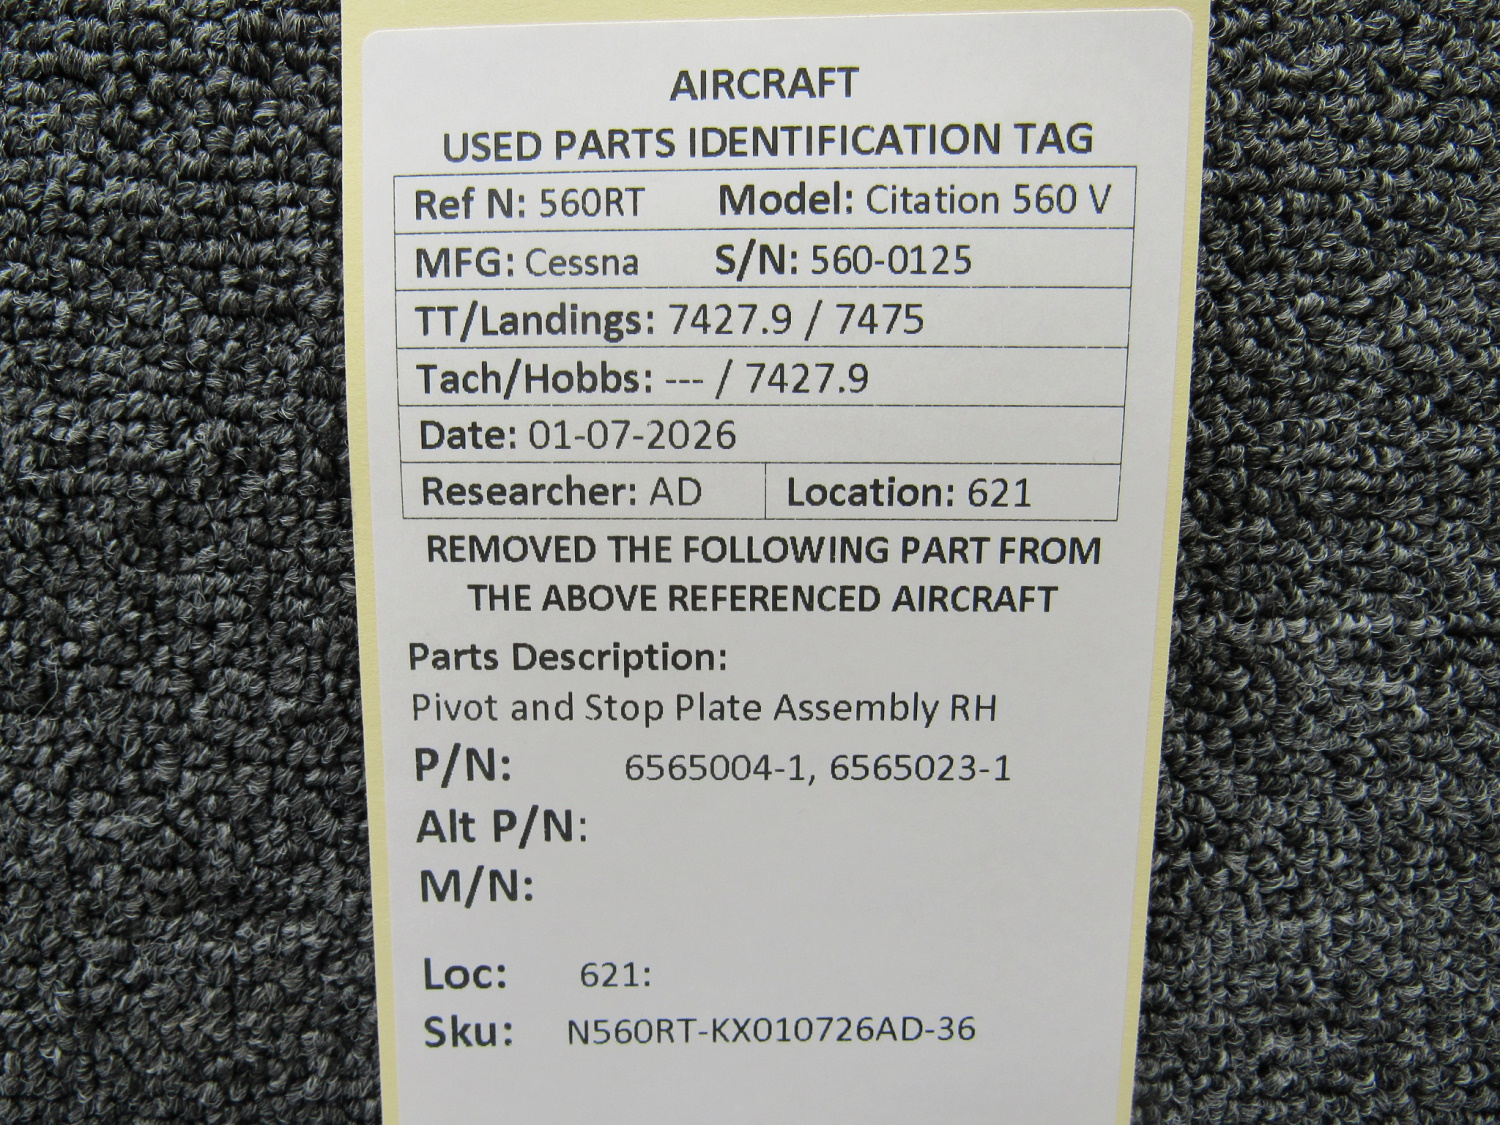 AIRCRAFT
USED PARTS IDENTIFICATION TAG
Ref N: 560RT Model: Citation 560 V
MFG: Cessna S/N: 560-0125
TT/Landings: 7427.9 / 7475
Tach/Hobbs: --- / 7427.9
Date: 01-07-2026
Researcher: AD Location: 621
REMOVED THE FOLLOWING PART FROM
THE ABOVE REFERENCED AIRCRAFT
Parts Description:
Pivot and Stop Plate Assembly RH
P/N: 6565004-1, 6565023-1
Alt P/N:
M/N:
Loc: 621:
Sku: N560RT-KX010726AD-36